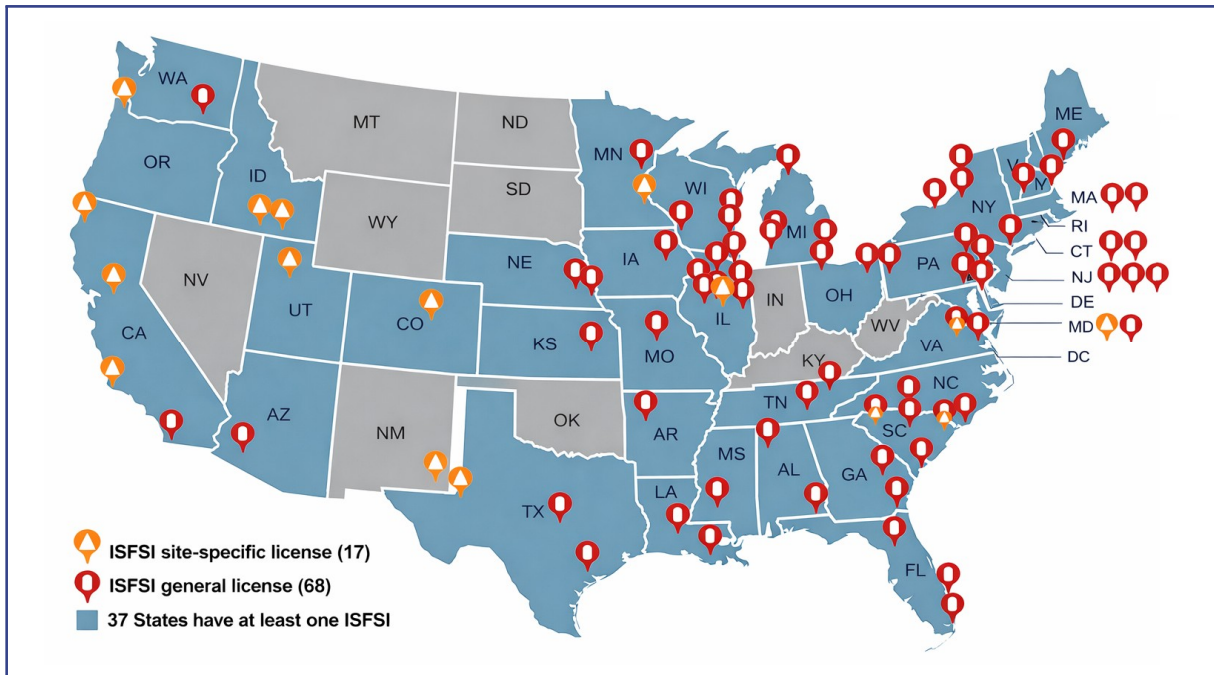 WA
MT
ND
ME
MN
OR
ID
SD
WI
V
WY
NY
MA
MI
RI
IA
PA
CT
NE
NV
IN
OH
NJ
UT
IL
DE
CO
WV
MD
CA
KS
MO
VA
DC
KY
NC
TN
AZ
OK
NM
AR
SC
MS
AL
GA
LA
TX
ISFSI site-specific license (17)
ISFSI general license (68)
FL
37 States have at least one ISFSI